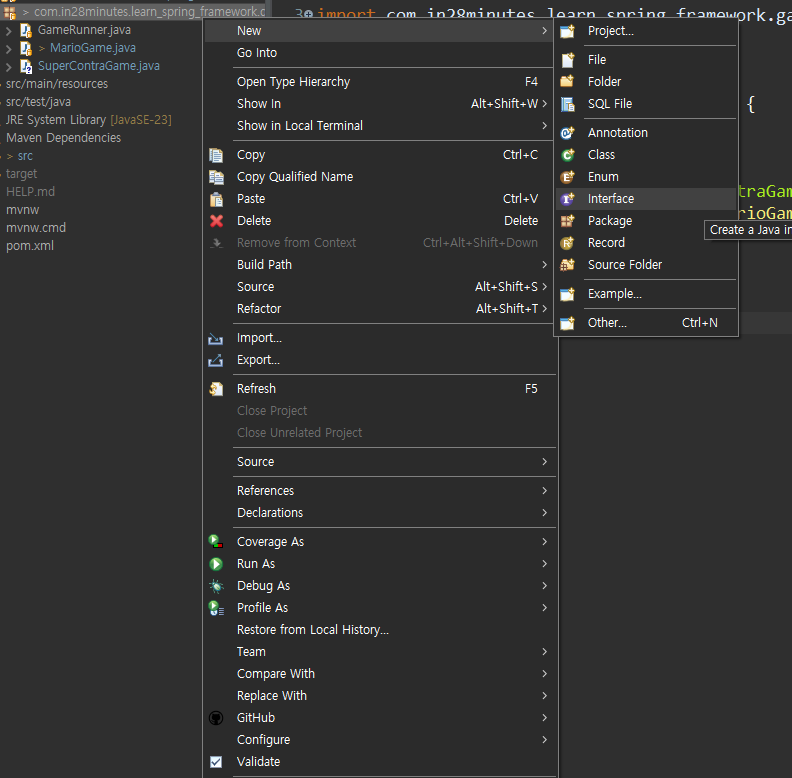 > com.in28minutes.learn_spring_framework.c
GameRunner.java
> MarioGame.java
SuperContraGame.java
src/main/resources
src/test/java
JRE System Library [JavaSE-23]
Maven Dependencies
> src
target
HELP.md
mvnw
mvnw.cmd
pom.xml
3 import com.in28minutes.learn_spring_framework.ga
{
traGam
rioGam
New
Go Into
Open Type Hierarchy F4
Show In Alt+Shift+W >
Show in Local Terminal
Copy Ctrl+C
Copy Qualified Name
Paste Ctrl+V
Delete Delete
Remove from Context Ctrl+Alt+Shift+Down
Build Path
Source Alt+Shift+S >
Refactor Alt+Shift+T >
Import...
Export...
Refresh F5
Close Project
Close Unrelated Project
Source
References
Declarations
Coverage As
Run As
Debug As
Profile As
Restore from Local History...
Team
Compare With
Replace With
GitHub
Configure
Validate
Project...
File
Folder
SQL File
Annotation
Class
Enum
Interface
Package
Record
Source Folder
Example...
Other... Ctrl+N
Create a Java in